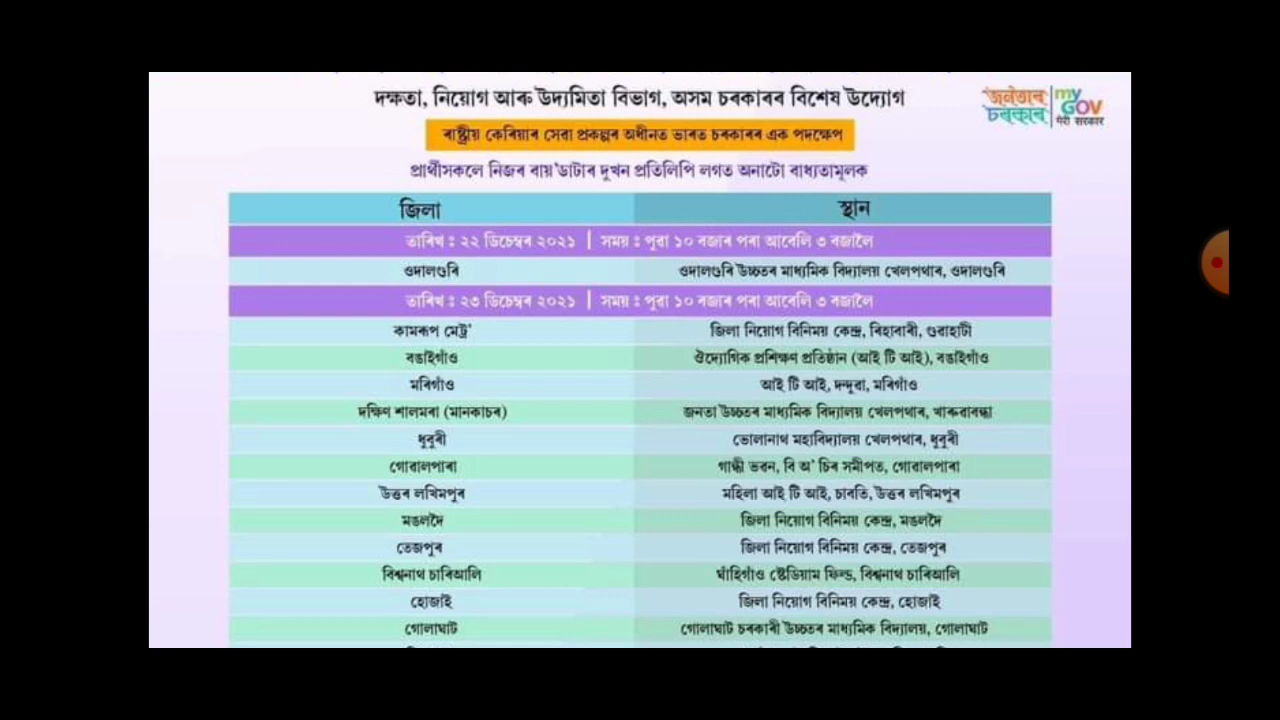 দক্ষতা, নিয়োগ আৰু উদ্যমিতা বিভাগ, অসম চৰকাৰৰ বিশেষ উদ্যোগ
জনতাৰ চৰকাৰ
my GOV
मेरी सरकार
ৰাষ্ট্ৰীয় কেৰিয়াৰ সেৱা প্ৰকল্পৰ অধীনত ভাৰত চৰকাৰৰ এক পদক্ষেপ
প্ৰাৰ্থীসকলে নিজৰ বায়'ডাটাৰ দুখন প্ৰতিলিপি লগত অনাটো বাধ্যতামূলক
জিলা স্থান
তাৰিখ ঃ ২২ ডিচেম্বৰ ২০২১ | সময় ঃ পুৱা ১০ বজাৰ পৰা আবেলি ৩ বজালৈ
ওদালগুৰি ওদালগুৰি উচ্চতৰ মাধ্যমিক বিদ্যালয় খেলপথাৰ, ওদালগুৰি
তাৰিখ ঃ ২৩ ডিচেম্বৰ ২০২১ | সময় ঃ পুৱা ১০ বজাৰ পৰা আবেলি ৩ বজালৈ
কামৰূপ মেট্ৰ' জিলা নিয়োগ বিনিময় কেন্দ্ৰ, ৰিহাবাৰী, গুৱাহাটী
বঙাইগাঁও ঔদ্যোগিক প্ৰশিক্ষণ প্ৰতিষ্ঠান (আই টি আই), বঙাইগাঁও
মৰিগাঁও আই টি আই, দন্দুৱা, মৰিগাঁও
দক্ষিণ শালমৰা (মানকাচৰ) জনতা উচ্চতৰ মাধ্যমিক বিদ্যালয় খেলপথাৰ, খাৰুৱাবন্ধা
ধুবুৰী ভোলানাথ মহাবিদ্যালয় খেলপথাৰ, ধুবুৰী
গোৱালপাৰা গান্ধী ভৱন, বি অ' চিৰ সমীপত, গোৱালপাৰা
উত্তৰ লখিমপুৰ মহিলা আই টি আই, চাবতি, উত্তৰ লখিমপুৰ
মঙলদৈ জিলা নিয়োগ বিনিময় কেন্দ্ৰ, মঙলদৈ
তেজপুৰ জিলা নিয়োগ বিনিময় কেন্দ্ৰ, তেজপুৰ
বিশ্বনাথ চাৰিআলি ঘাঁহিগাঁও ষ্টেডিয়াম ফিল্ড, বিশ্বনাথ চাৰিআলি
হোজাই জিলা নিয়োগ বিনিময় কেন্দ্ৰ, হোজাই
গোলাঘাট গোলাঘাট চৰকাৰী উচ্চতৰ মাধ্যমিক বিদ্যালয়, গোলাঘাট